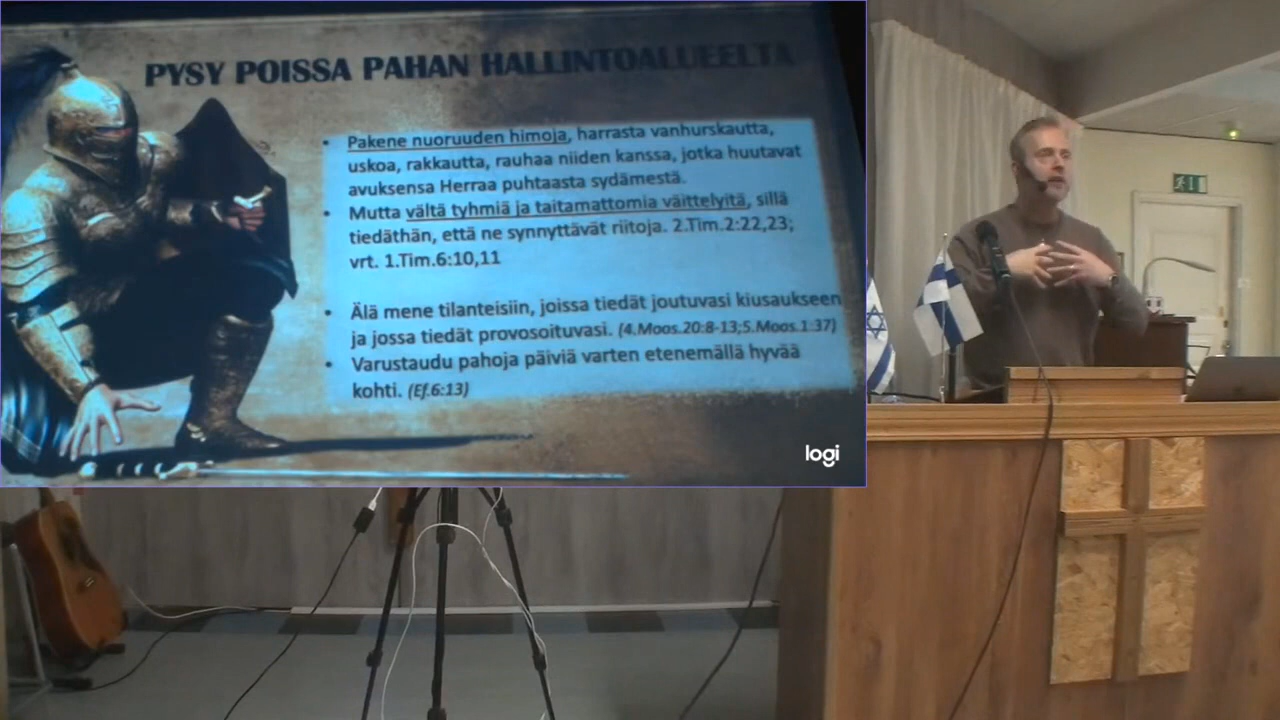 PYSY POISSA PAHAN HALLINTOALUEELTA
• Pakene nuoruuden himoja, harrasta vanhurskautta,
uskoa, rakkautta, rauhaa niiden kanssa, jotka huutavat
avuksensa Herraa puhtaasta sydämestä.
• Mutta vältä tyhmiä ja taitamattomia väittelyitä, sillä
tiedäthän, että ne synnyttävät riitoja. 2.Tim.2:22,23;
vrt. 1.Tim.6:10,11
• Älä mene tilanteisiin, joissa tiedät joutuvasi kiusaukseen
ja jossa tiedät provosoituvasi. (4.Moos.20:8-13;5.Moos.1:37)
• Varustaudu pahoja päiviä varten etenemällä hyvää
kohti. (Ef.6:13)
logi